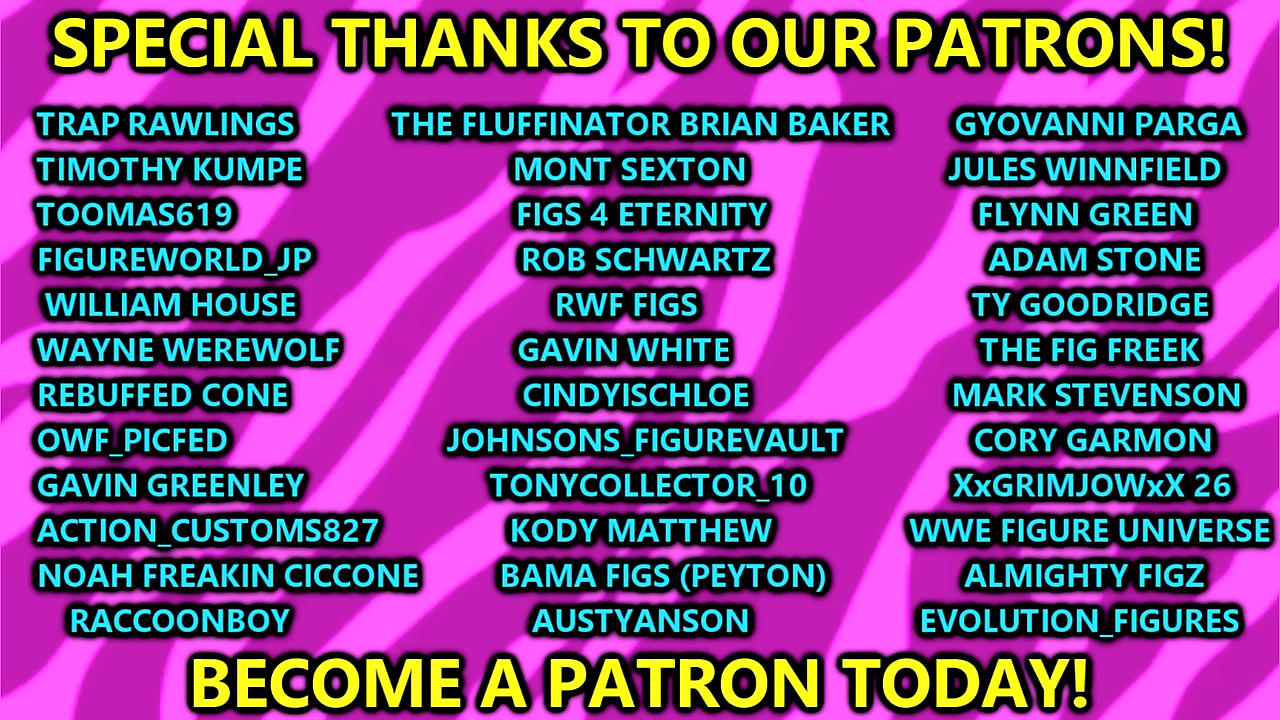 SPECIAL THANKS TO OUR PATRONS!
TRAP RAWLINGS
TIMOTHY KUMPE
TOOMAS619
FIGUREWORLD_JP
WILLIAM HOUSE
WAYNE WEREWOLF
REBUFFED CONE
OWF_PICFED
GAVIN GREENLEY
ACTION_CUSTOMS827
NOAH FREAKIN CICCONE
RACCOONBOY
THE FLUFFINATOR BRIAN BAKER
MONT SEXTON
FIGS 4 ETERNITY
ROB SCHWARTZ
RWF FIGS
GAVIN WHITE
CINDYISCHLOE
JOHNSONS_FIGUREVAULT
TONYCOLLECTOR_10
KODY MATTHEW
BAMA FIGS (PEYTON)
AUSTYANSON
GYOVANNI PARGA
JULES WINNFIELD
FLYNN GREEN
ADAM STONE
TY GOODRIDGE
THE FIG FREEK
MARK STEVENSON
CORY GARMON
XxGRIMJOWxX 26
WWE FIGURE UNIVERSE
ALMIGHTY FIGZ
EVOLUTION_FIGURES
BECOME A PATRON TODAY!